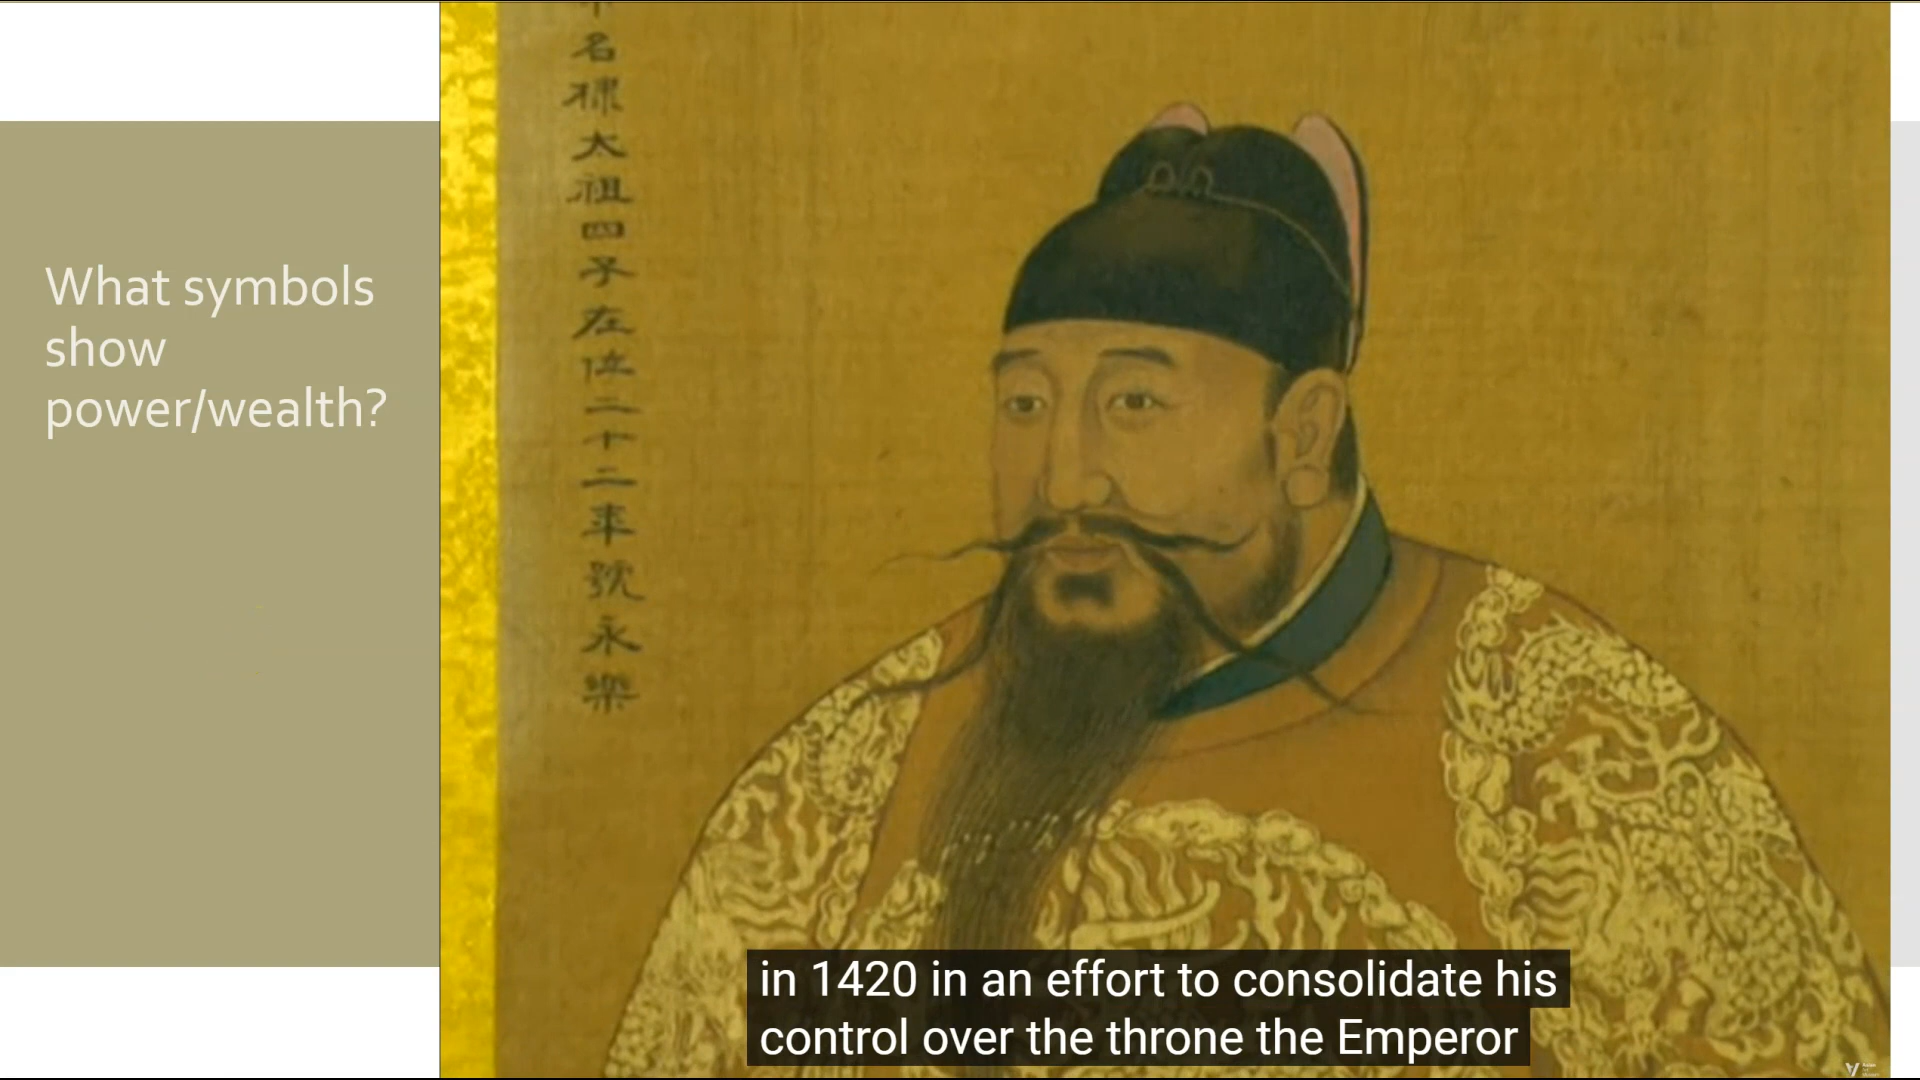 What symbols
show
power/wealth?
名棣太祖四子在位二十二年號永樂
in 1420 in an effort to consolidate his
control over the throne the Emperor